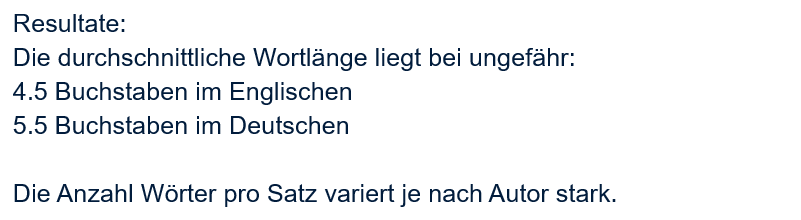 Resultate:
Die durchschnittliche Wortlänge liegt bei ungefähr:
4.5 Buchstaben im Englischen
5.5 Buchstaben im Deutschen
Die Anzahl Wörter pro Satz variert je nach Autor stark.